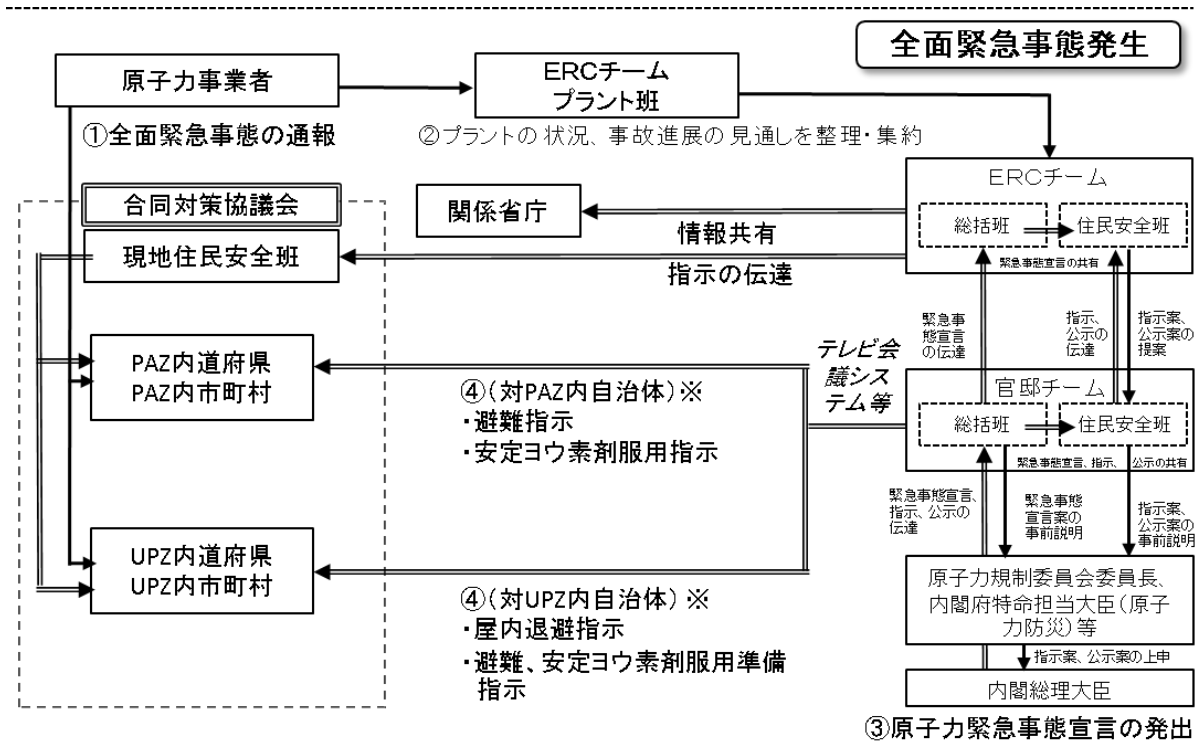 全面緊急事態発生
原子力事業者
ERCチーム
プラント班
①全面緊急事態の通報
②プラントの状況、事故進展の見通しを整理・集約
ERCチーム
総括班
住民安全班
緊急事態宣言の共有
合同対策協議会
現地住民安全班
関係省庁
情報共有
指示の伝達
緊急事
態宣言
の伝達
指示、
公示の
伝達
指示案、
公示案の
提案
PAZ内道府県
PAZ内市町村
④(対PAZ内自治体)※
・避難指示
・安定ヨウ素剤服用指示
テレビ会
議シス
テム等
官邸チーム
総括班
住民安全班
緊急事態宣言、指示、公示の共有
緊急事態宣言、
指示、公示の
伝達
緊急事態
宣言案の
事前説明
指示案、
公示案の
事前説明
UPZ内道府県
UPZ内市町村
④(対UPZ内自治体)※
・屋内退避指示
・避難、安定ヨウ素剤服用準備
指示
原子力規制委員会委員長、
内閣府特命担当大臣(原子
力防災)等
指示案、公示案の上申
内閣総理大臣
③原子力緊急事態宣言の発出